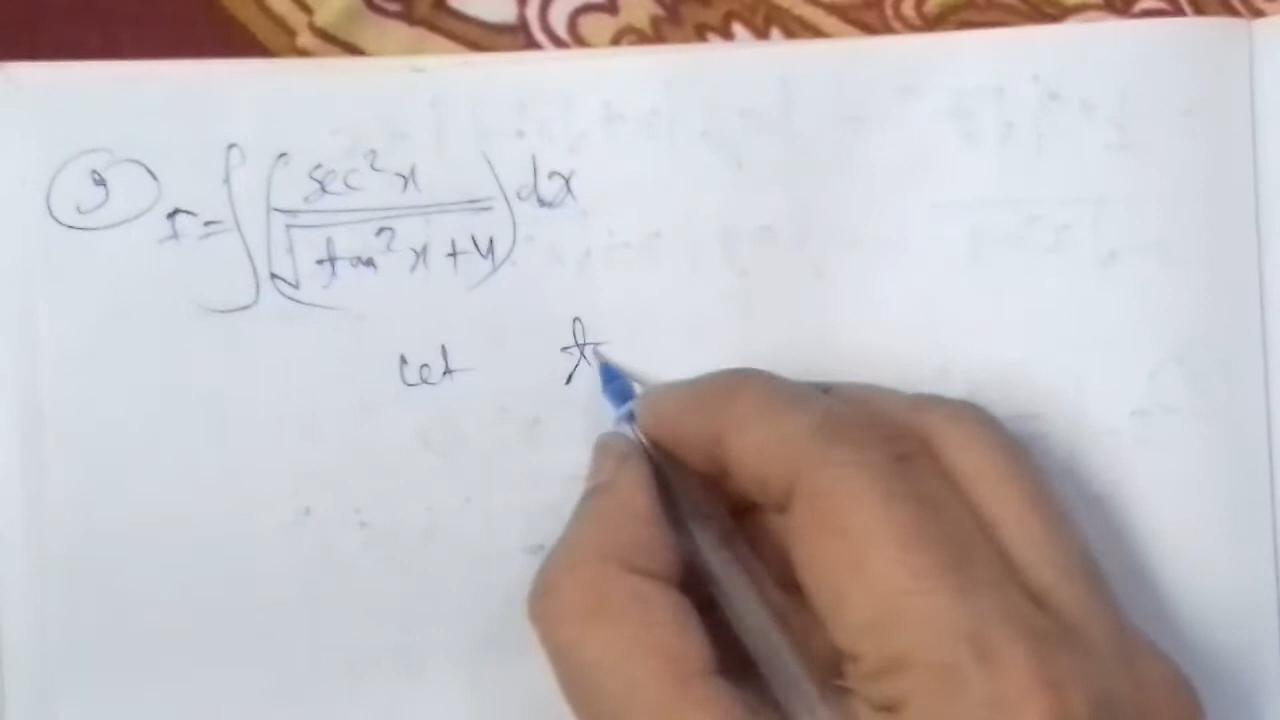 9 I = ∫ ( sec²x / √(tan²x + 4) ) dx
Let t